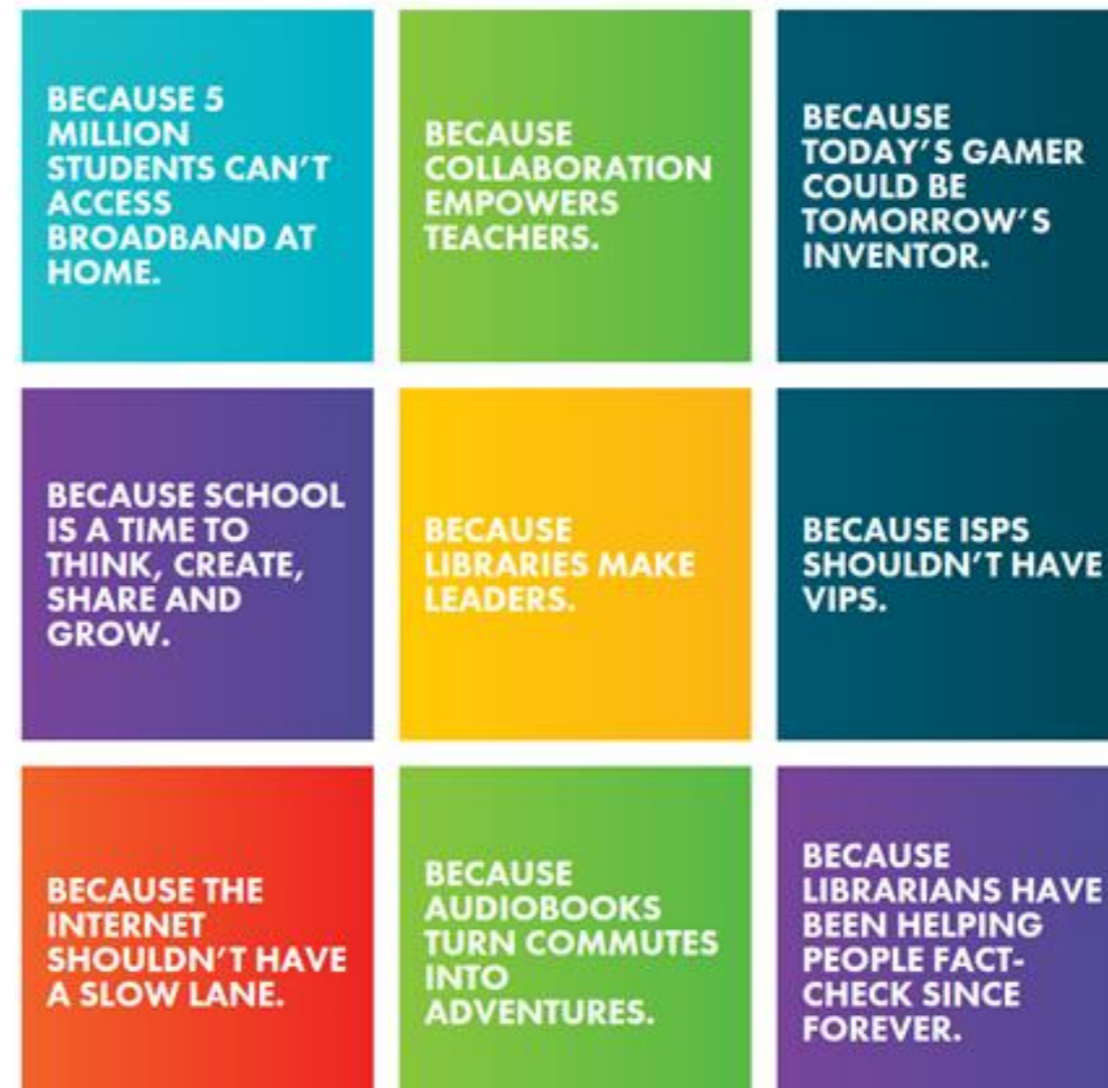 BECAUSE 5
MILLION
STUDENTS CAN'T
ACCESS
BROADBAND AT
HOME.
BECAUSE
COLLABORATION
EMPOWERS
TEACHERS.
BECAUSE
TODAY'S GAMER
COULD BE
TOMORROW'S
INVENTOR.
BECAUSE SCHOOL
IS A TIME TO
THINK, CREATE,
SHARE AND
GROW.
BECAUSE
LIBRARIES MAKE
LEADERS.
BECAUSE ISPS
SHOULDN'T HAVE
VIPS.
BECAUSE THE
INTERNET
SHOULDN'T HAVE
A SLOW LANE.
BECAUSE
AUDIOBOOKS
TURN COMMUTES
INTO
ADVENTURES.
BECAUSE
LIBRARIANS HAVE
BEEN HELPING
PEOPLE FACT-
CHECK SINCE
FOREVER.